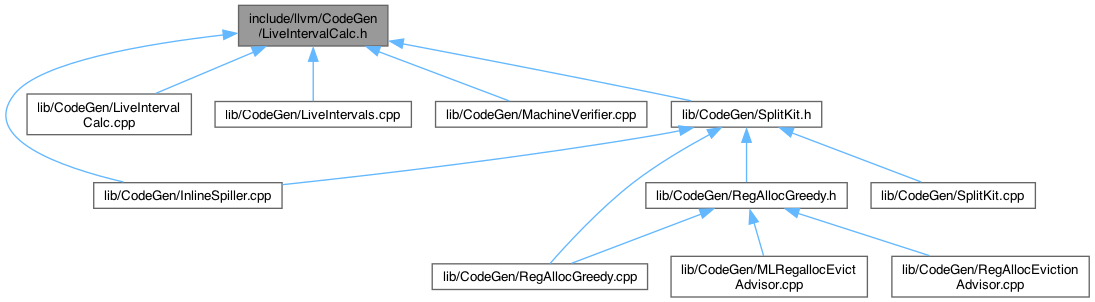 include/llvm/CodeGen
/LiveIntervalCalc.h
lib/CodeGen/LiveInterval
Calc.cpp
lib/CodeGen/LiveIntervals.cpp
lib/CodeGen/MachineVerifier.cpp
lib/CodeGen/SplitKit.h
lib/CodeGen/InlineSpiller.cpp
lib/CodeGen/RegAllocGreedy.h
lib/CodeGen/SplitKit.cpp
lib/CodeGen/RegAllocGreedy.cpp
lib/CodeGen/MLRegallocEvict
Advisor.cpp
lib/CodeGen/RegAllocEviction
Advisor.cpp